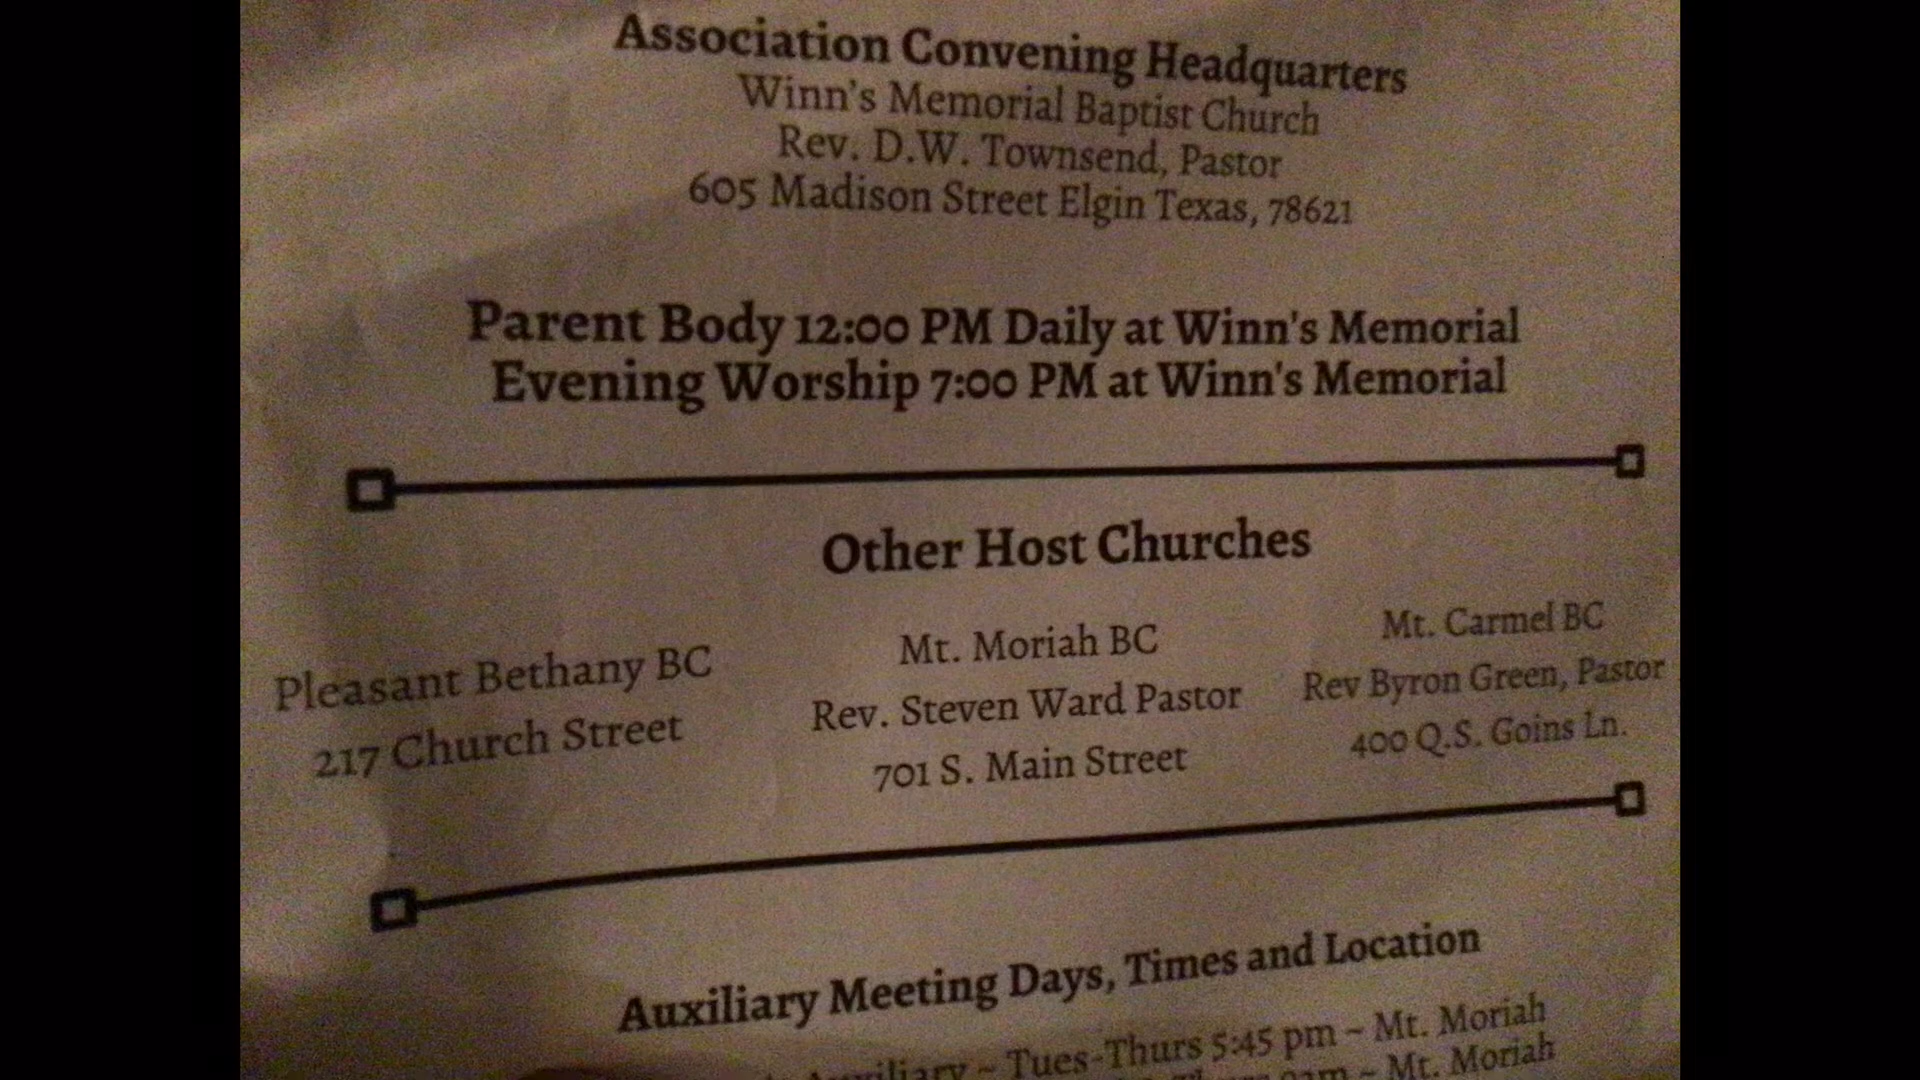 Association Convening Headquarters
Winn's Memorial Baptist Church
Rev. D.W. Townsend, Pastor
605 Madison Street Elgin Texas, 78621
Parent Body 12:00 PM Daily at Winn's Memorial
Evening Worship 7:00 PM at Winn's Memorial
Other Host Churches
Pleasant Bethany BC
217 Church Street
Mt. Moriah BC
Rev. Steven Ward Pastor
701 S. Main Street
Mt. Carmel BC
Rev Byron Green, Pastor
400 Q.S. Goins Ln.
Auxiliary Meeting Days, Times and Location
Auxiliary ~ Tues-Thurs 5:45 pm ~ Mt. Moriah
~ Mt. Moriah